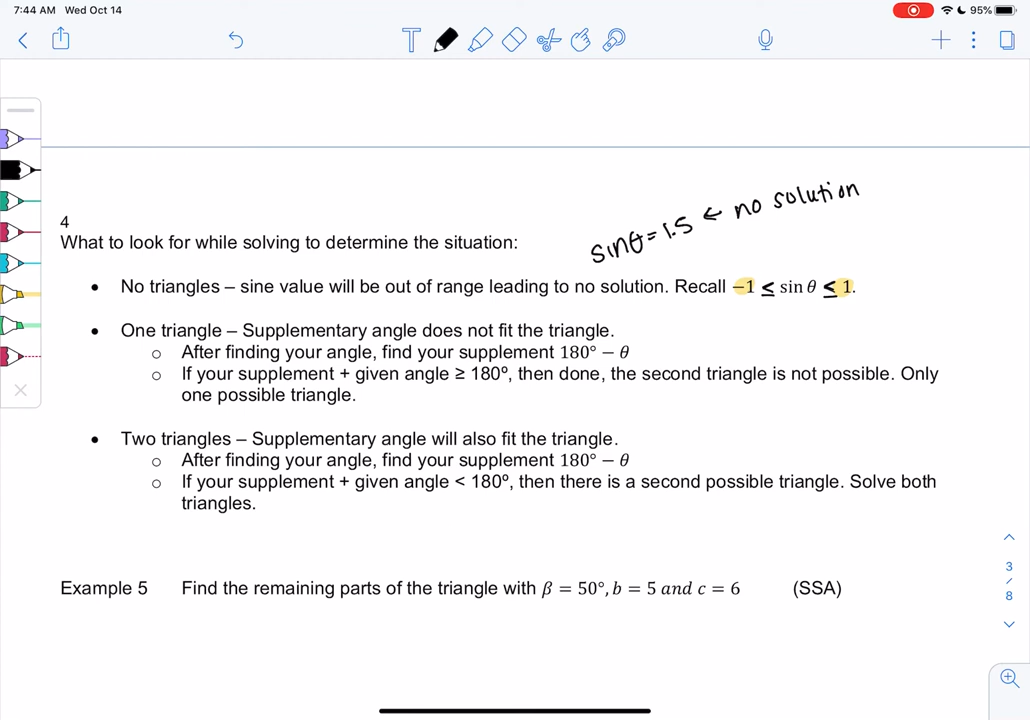 7:44 AM Wed Oct 14
95%
4
sinθ=1.5 ← no solution
What to look for while solving to determine the situation:
• No triangles – sine value will be out of range leading to no solution. Recall −1 ≤ sin θ ≤ 1.
• One triangle – Supplementary angle does not fit the triangle.
○ After finding your angle, find your supplement 180° − θ
○ If your supplement + given angle ≥ 180º, then done, the second triangle is not possible. Only
one possible triangle.
• Two triangles – Supplementary angle will also fit the triangle.
○ After finding your angle, find your supplement 180° − θ
○ If your supplement + given angle < 180º, then there is a second possible triangle. Solve both
triangles.
3
/
8
Example 5 Find the remaining parts of the triangle with β = 50°, b = 5 and c = 6 (SSA)